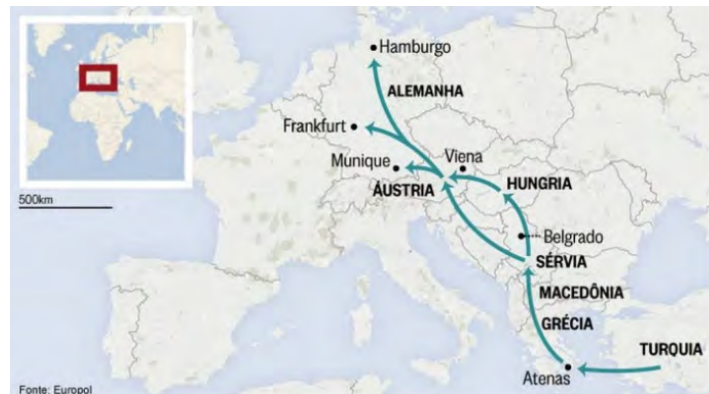 Hamburgo
ALEMANHA
Frankfurt
Munique
Viena
ÁUSTRIA
HUNGRIA
500km
Belgrado
SÉRVIA
MACEDÔNIA
GRÉCIA
TURQUIA
Atenas
Fonte: Europol